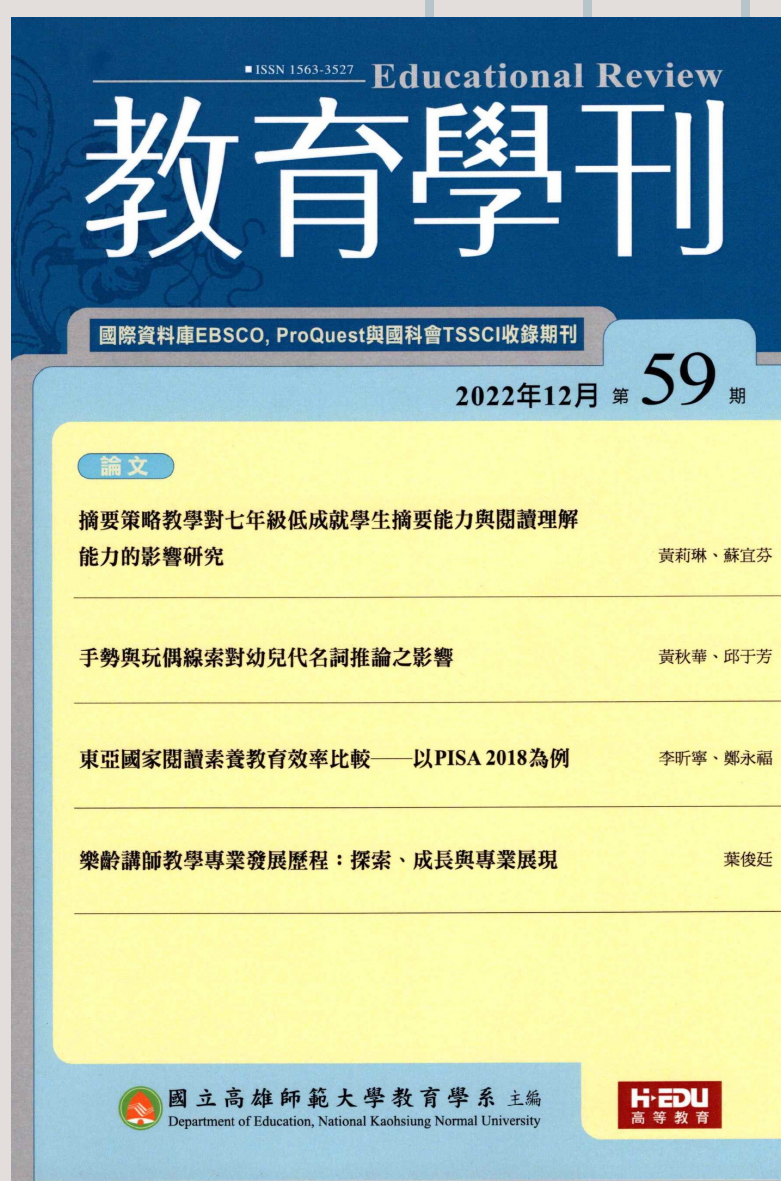 ■ ISSN 1563-3527 Educational Review
教育學刊
國際資料庫EBSCO, ProQuest與國科會TSSCI收錄期刊
2022年12月 第 59 期
論文
摘要策略教學對七年級低成就學生摘要能力與閱讀理解
能力的影響研究 黃莉琳、蘇宜芬
手勢與玩偶線索對幼兒代名詞推論之影響 黃秋華、邱于芳
東亞國家閱讀素養教育效率比較——以PISA 2018為例 李昕寧、鄭永福
樂齡講師教學專業發展歷程：探索、成長與專業展現 葉俊廷
國立高雄師範大學教育學系 主編
Department of Education, National Kaohsiung Normal University
H·EDU
高等教育